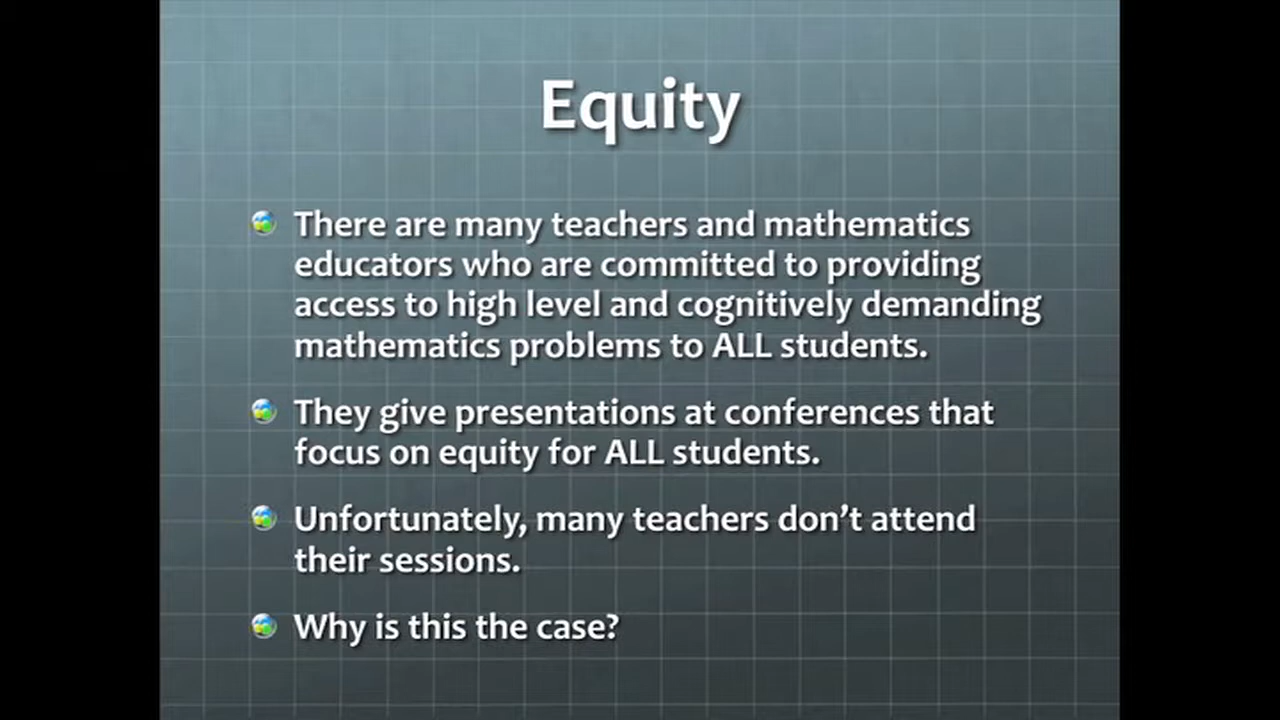 Equity
There are many teachers and mathematics
educators who are committed to providing
access to high level and cognitively demanding
mathematics problems to ALL students.
They give presentations at conferences that
focus on equity for ALL students.
Unfortunately, many teachers don’t attend
their sessions.
Why is this the case?